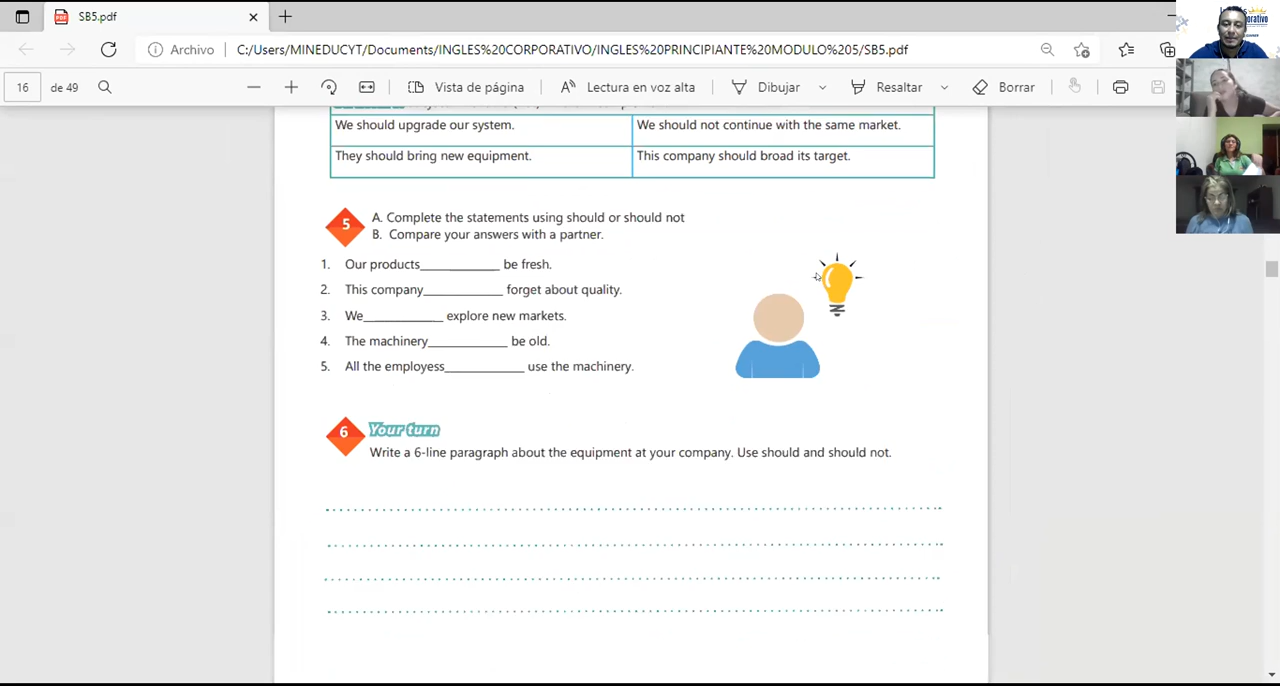 SB5.pdf
Archivo
C:/Users/MINEDUCYT/Documents/INGLES%20CORPORATIVO/INGLES%20PRINCIPIANTE%20MODULO%205/SB5.pdf
16 de 49
Vista de página
Lectura en voz alta
Dibujar
Resaltar
Borrar
We should upgrade our system.
We should not continue with the same market.
They should bring new equipment.
This company should broad its target.
5
A. Complete the statements using should or should not
B. Compare your answers with a partner.
1. Our products___________ be fresh.
2. This company___________ forget about quality.
3. We___________ explore new markets.
4. The machinery___________ be old.
5. All the employess___________ use the machinery.
6 Your turn
Write a 6-line paragraph about the equipment at your company. Use should and should not.